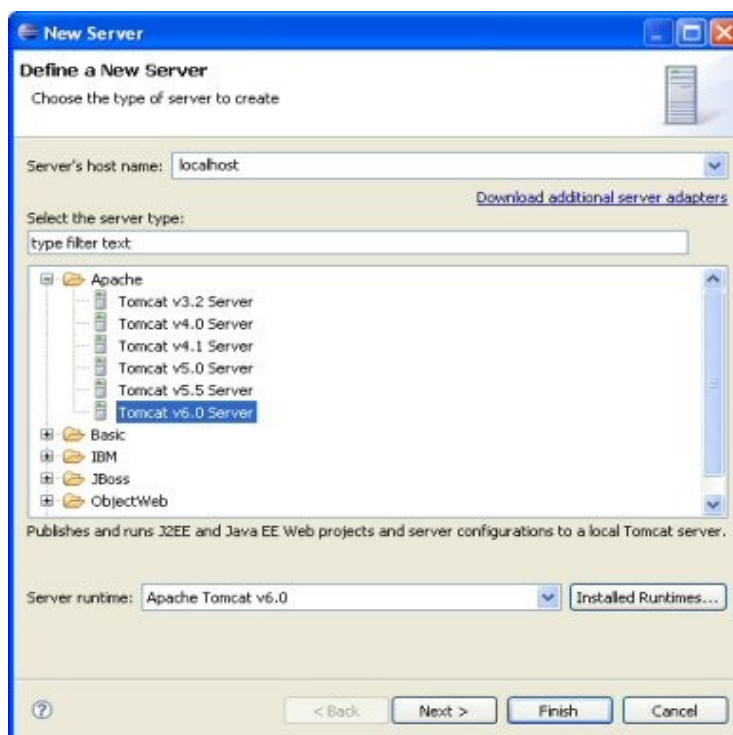 New Server
Define a New Server
Choose the type of server to create
Server's host name: localhost
Download additional server adapters
Select the server type:
type filter text
Apache
Tomcat v3.2 Server
Tomcat v4.0 Server
Tomcat v4.1 Server
Tomcat v5.0 Server
Tomcat v5.5 Server
Tomcat v6.0 Server
Basic
IBM
JBoss
ObjectWeb
Publishes and runs J2EE and Java EE Web projects and server configurations to a local Tomcat server.
Server runtime: Apache Tomcat v6.0 Installed Runtimes...
? < Back Next > Finish Cancel